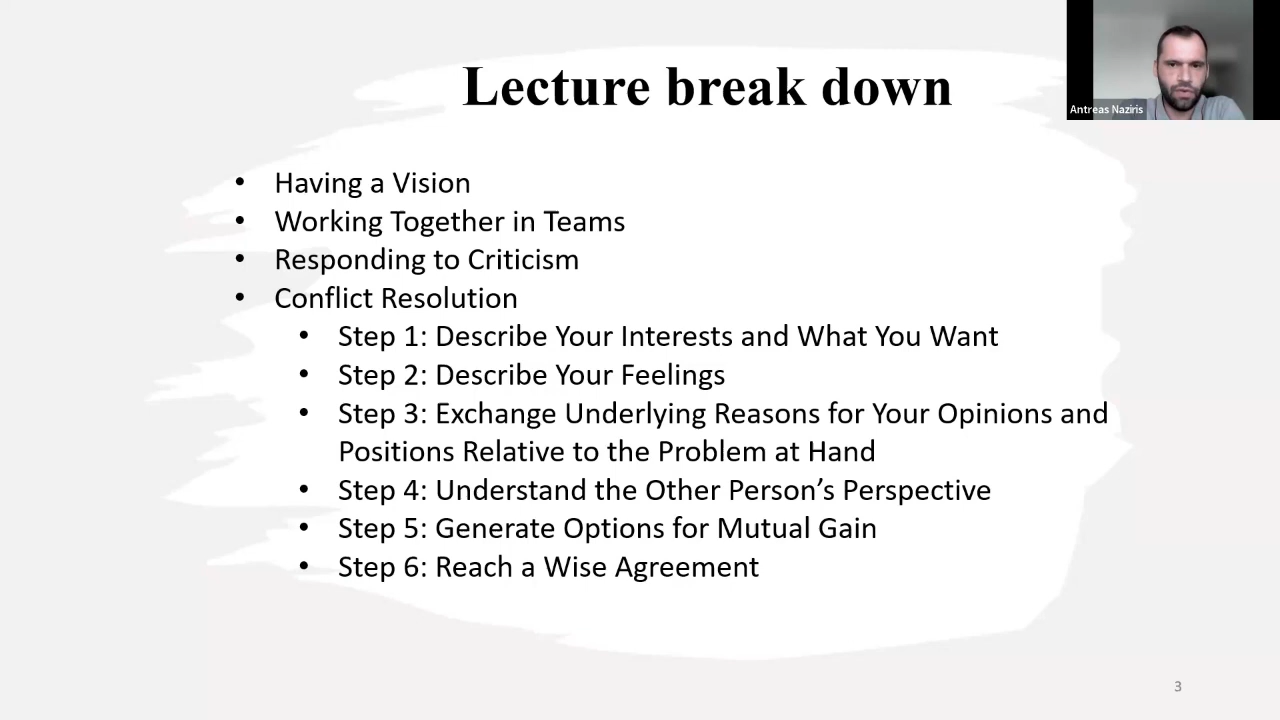 Lecture break down
Antreas Naziris
• Having a Vision
• Working Together in Teams
• Responding to Criticism
• Conflict Resolution
• Step 1: Describe Your Interests and What You Want
• Step 2: Describe Your Feelings
• Step 3: Exchange Underlying Reasons for Your Opinions and
Positions Relative to the Problem at Hand
• Step 4: Understand the Other Person’s Perspective
• Step 5: Generate Options for Mutual Gain
• Step 6: Reach a Wise Agreement
3